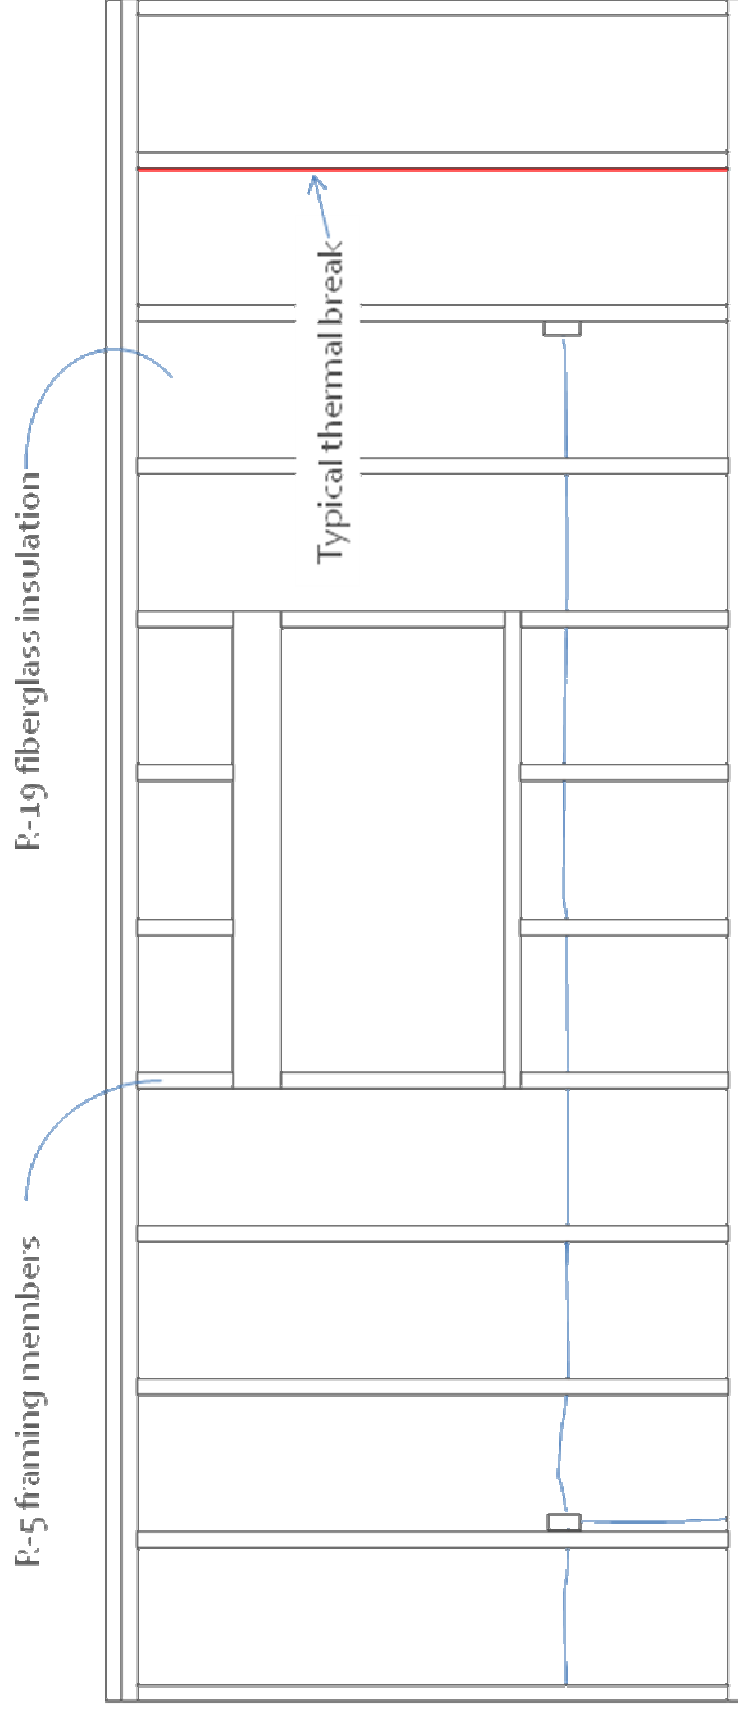 R-19 fiberglass insulation
R-5 framing members
Typical thermal break